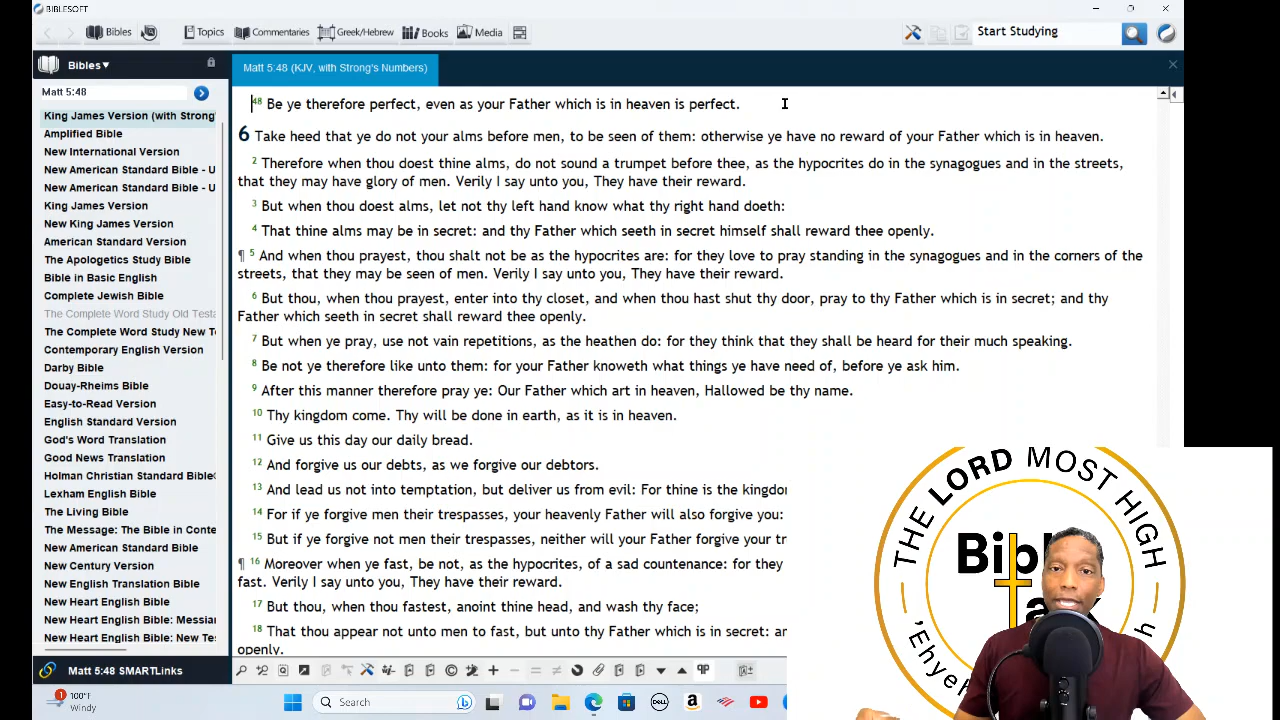 BIBLESOFT
Bibles Topics Commentaries Greek/Hebrew Books Media Start Studying
Bibles▾ Matt 5:48 (KJV, with Strong's Numbers)
Matt 5:48
King James Version (with Strong
Amplified Bible
New International Version
New American Standard Bible - U
New American Standard Bible - U
King James Version
New King James Version
American Standard Version
The Apologetics Study Bible
Bible in Basic English
Complete Jewish Bible
The Complete Word Study Old Testa
The Complete Word Study New T
Contemporary English Version
Darby Bible
Douay-Rheims Bible
Easy-to-Read Version
English Standard Version
God's Word Translation
Good News Translation
Holman Christian Standard Bible
Lexham English Bible
The Living Bible
The Message: The Bible in Conte
New American Standard Bible
New Century Version
New English Translation Bible
New Heart English Bible
New Heart English Bible: Messia
New Heart English Bible: New Te
Matt 5:48 SMARTLinks
48 Be ye therefore perfect, even as your Father which is in heaven is perfect.
6 Take heed that ye do not your alms before men, to be seen of them: otherwise ye have no reward of your Father which is in heaven.
2 Therefore when thou doest thine alms, do not sound a trumpet before thee, as the hypocrites do in the synagogues and in the streets,
that they may have glory of men. Verily I say unto you, They have their reward.
3 But when thou doest alms, let not thy left hand know what thy right hand doeth:
4 That thine alms may be in secret: and thy Father which seeth in secret himself shall reward thee openly.
¶ 5 And when thou prayest, thou shalt not be as the hypocrites are: for they love to pray standing in the synagogues and in the corners of the
streets, that they may be seen of men. Verily I say unto you, They have their reward.
6 But thou, when thou prayest, enter into thy closet, and when thou hast shut thy door, pray to thy Father which is in secret; and thy
Father which seeth in secret shall reward thee openly.
7 But when ye pray, use not vain repetitions, as the heathen do: for they think that they shall be heard for their much speaking.
8 Be not ye therefore like unto them: for your Father knoweth what things ye have need of, before ye ask him.
9 After this manner therefore pray ye: Our Father which art in heaven, Hallowed be thy name.
10 Thy kingdom come. Thy will be done in earth, as it is in heaven.
11 Give us this day our daily bread.
12 And forgive us our debts, as we forgive our debtors.
13 And lead us not into temptation, but deliver us from evil: For thine is the kingdo
14 For if ye forgive men their trespasses, your heavenly Father will also forgive you:
15 But if ye forgive not men their trespasses, neither will your Father forgive your tr
¶ 16 Moreover when ye fast, be not, as the hypocrites, of a sad countenance: for they
fast. Verily I say unto you, They have their reward.
17 But thou, when thou fastest, anoint thine head, and wash thy face;
18 That thou appear not unto men to fast, but unto thy Father which is in secret: an
openly.
THE LORD MOST HIGH
100°F
Windy
1
Search
DELL